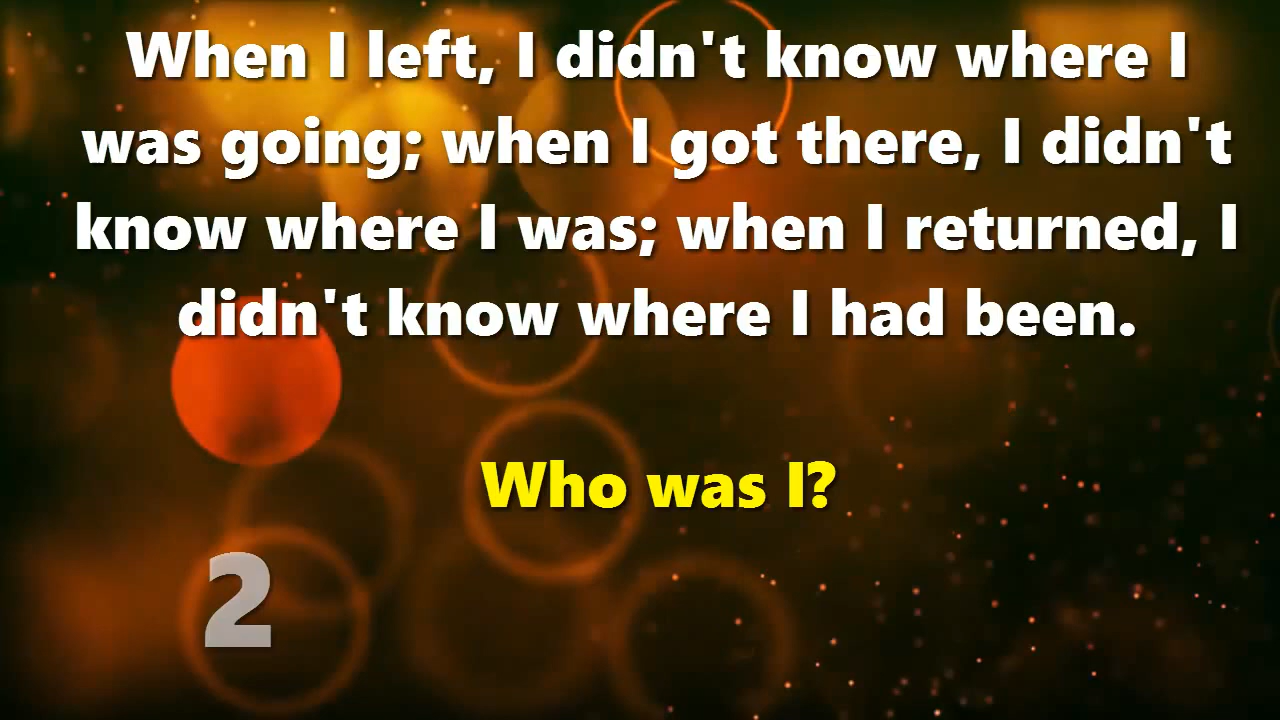 When I left, I didn't know where I
was going; when I got there, I didn't
know where I was; when I returned, I
didn't know where I had been.
Who was I?
2